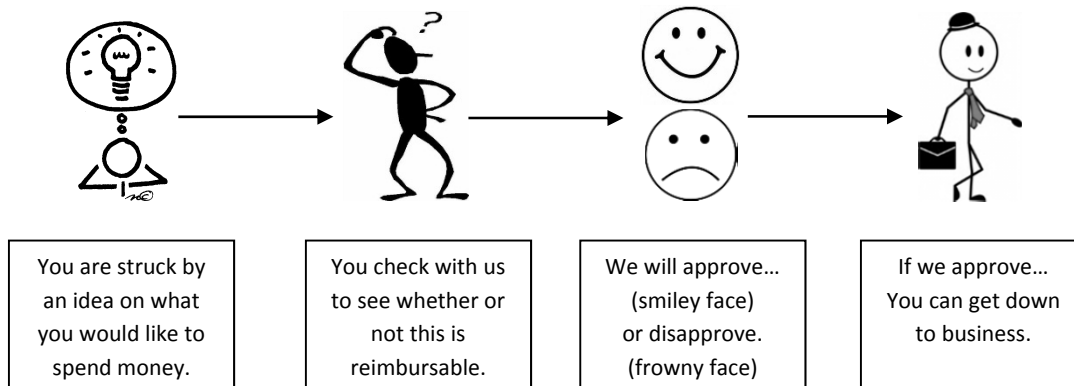 ?
You are struck by
an idea on what
you would like to
spend money.
You check with us
to see whether or
not this is
reimbursable.
We will approve…
(smiley face)
or disapprove.
(frowny face)
If we approve…
You can get down
to business.